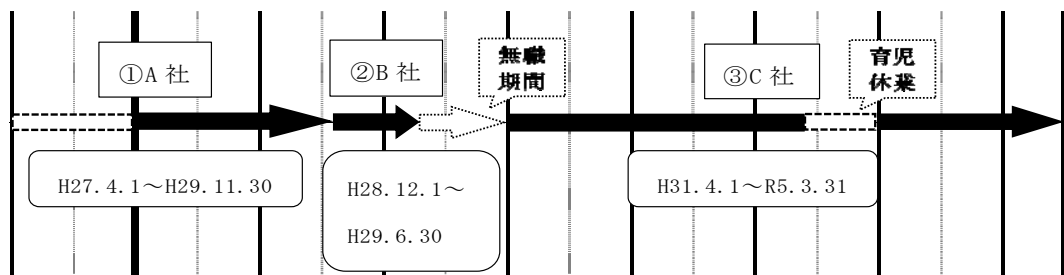 ①A 社
②B 社
無職
期間
③C 社
育児
休業
H27.4.1～H29.11.30
H28.12.1～
H29.6.30
H31.4.1～R5.3.31